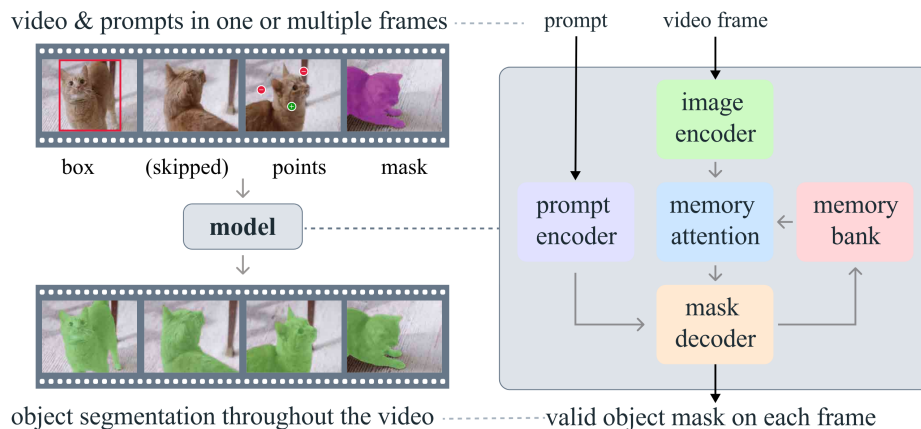 video & prompts in one or multiple frames
prompt
video frame
box
(skipped)
points
mask
model
image
encoder
prompt
encoder
memory
attention
memory
bank
mask
decoder
object segmentation throughout the video
valid object mask on each frame